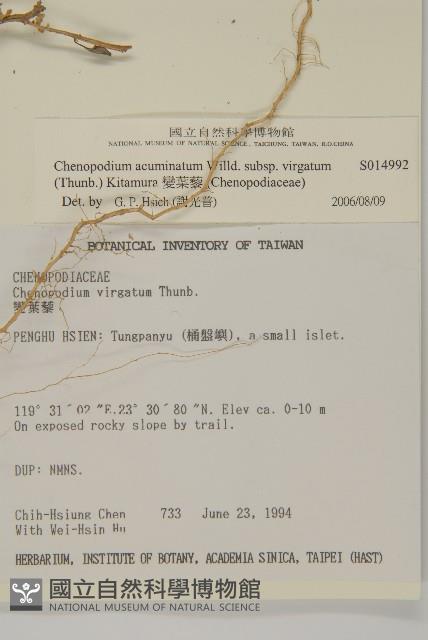 國立自然科學博物館
NATIONAL MUSEUM OF NATURAL SCIENCE, TAICHUNG, TAIWAN, R.O.CHINA
Chenopodium acuminatum Willd. subsp. virgatum S014992
(Thunb.) Kitamura 變葉藜 (Chenopodiaceae)
Det. by G. P. Hsieh (謝光普) 2006/08/09
BOTANICAL INVENTORY OF TAIWAN
CHENOPODIACEAE
Chenopodium virgatum Thunb.
變葉藜
PENGHU HSIEN: Tungpanyu (桶盤嶼), a small islet.
119° 31´02 "E,23° 30´80 "N. Elev ca. 0-10 m
On exposed rocky slope by trail.
DUP: NMNS.
Chih-Hsiung Chen 733 June 23, 1994
With Wei-Hsin Hu
HERBARIUM, INSTITUTE OF BOTANY, ACADEMIA SINICA, TAIPEI (HAST)
國立自然科學博物館
NATIONAL MUSEUM OF NATURAL SCIENCE